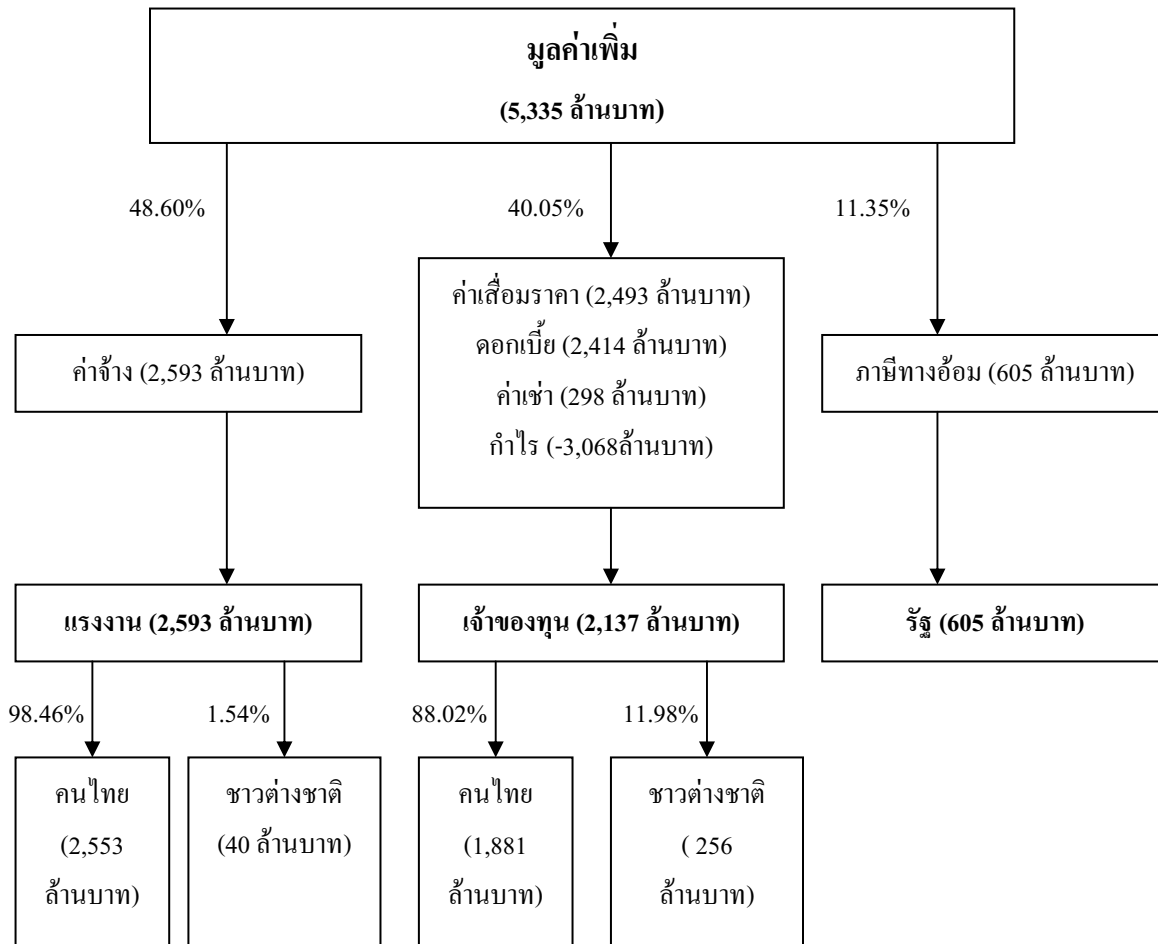 มูลค่าเพิ่ม
(5,335 ล้านบาท)
48.60%
40.05%
11.35%
ค่าจ้าง (2,593 ล้านบาท)
ค่าเสื่อมราคา (2,493 ล้านบาท)
ดอกเบี้ย (2,414 ล้านบาท)
ค่าเช่า (298 ล้านบาท)
กำไร (-3,068ล้านบาท)
ภาษีทางอ้อม (605 ล้านบาท)
แรงงาน (2,593 ล้านบาท)
เจ้าของทุน (2,137 ล้านบาท)
รัฐ (605 ล้านบาท)
98.46%
1.54%
88.02%
11.98%
คนไทย
(2,553
ล้านบาท)
ชาวต่างชาติ
(40 ล้านบาท)
คนไทย
(1,881
ล้านบาท)
ชาวต่างชาติ
( 256
ล้านบาท)